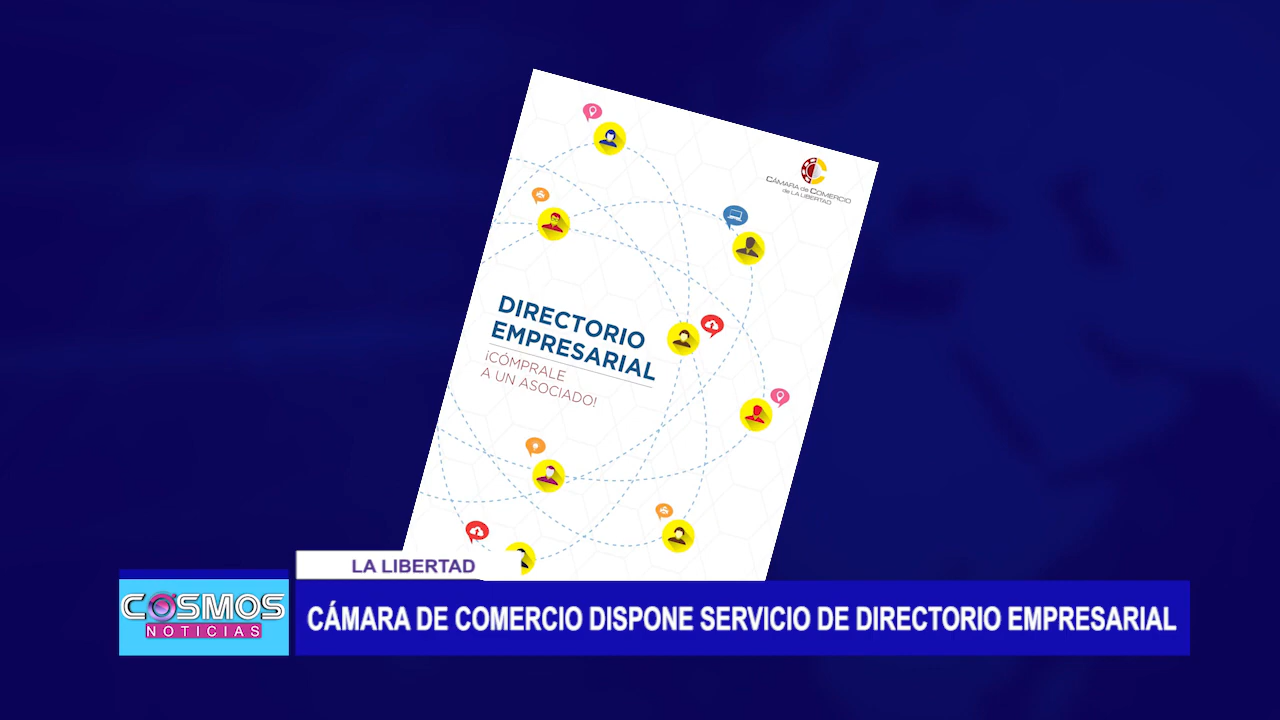 CÁMARA de COMERCIO
de LA LIBERTAD
DIRECTORIO
EMPRESARIAL
¡CÓMPRALE
A UN ASOCIADO!
LA LIBERTAD
COSMOS
NOTICIAS
CÁMARA DE COMERCIO DISPONE SERVICIO DE DIRECTORIO EMPRESARIAL